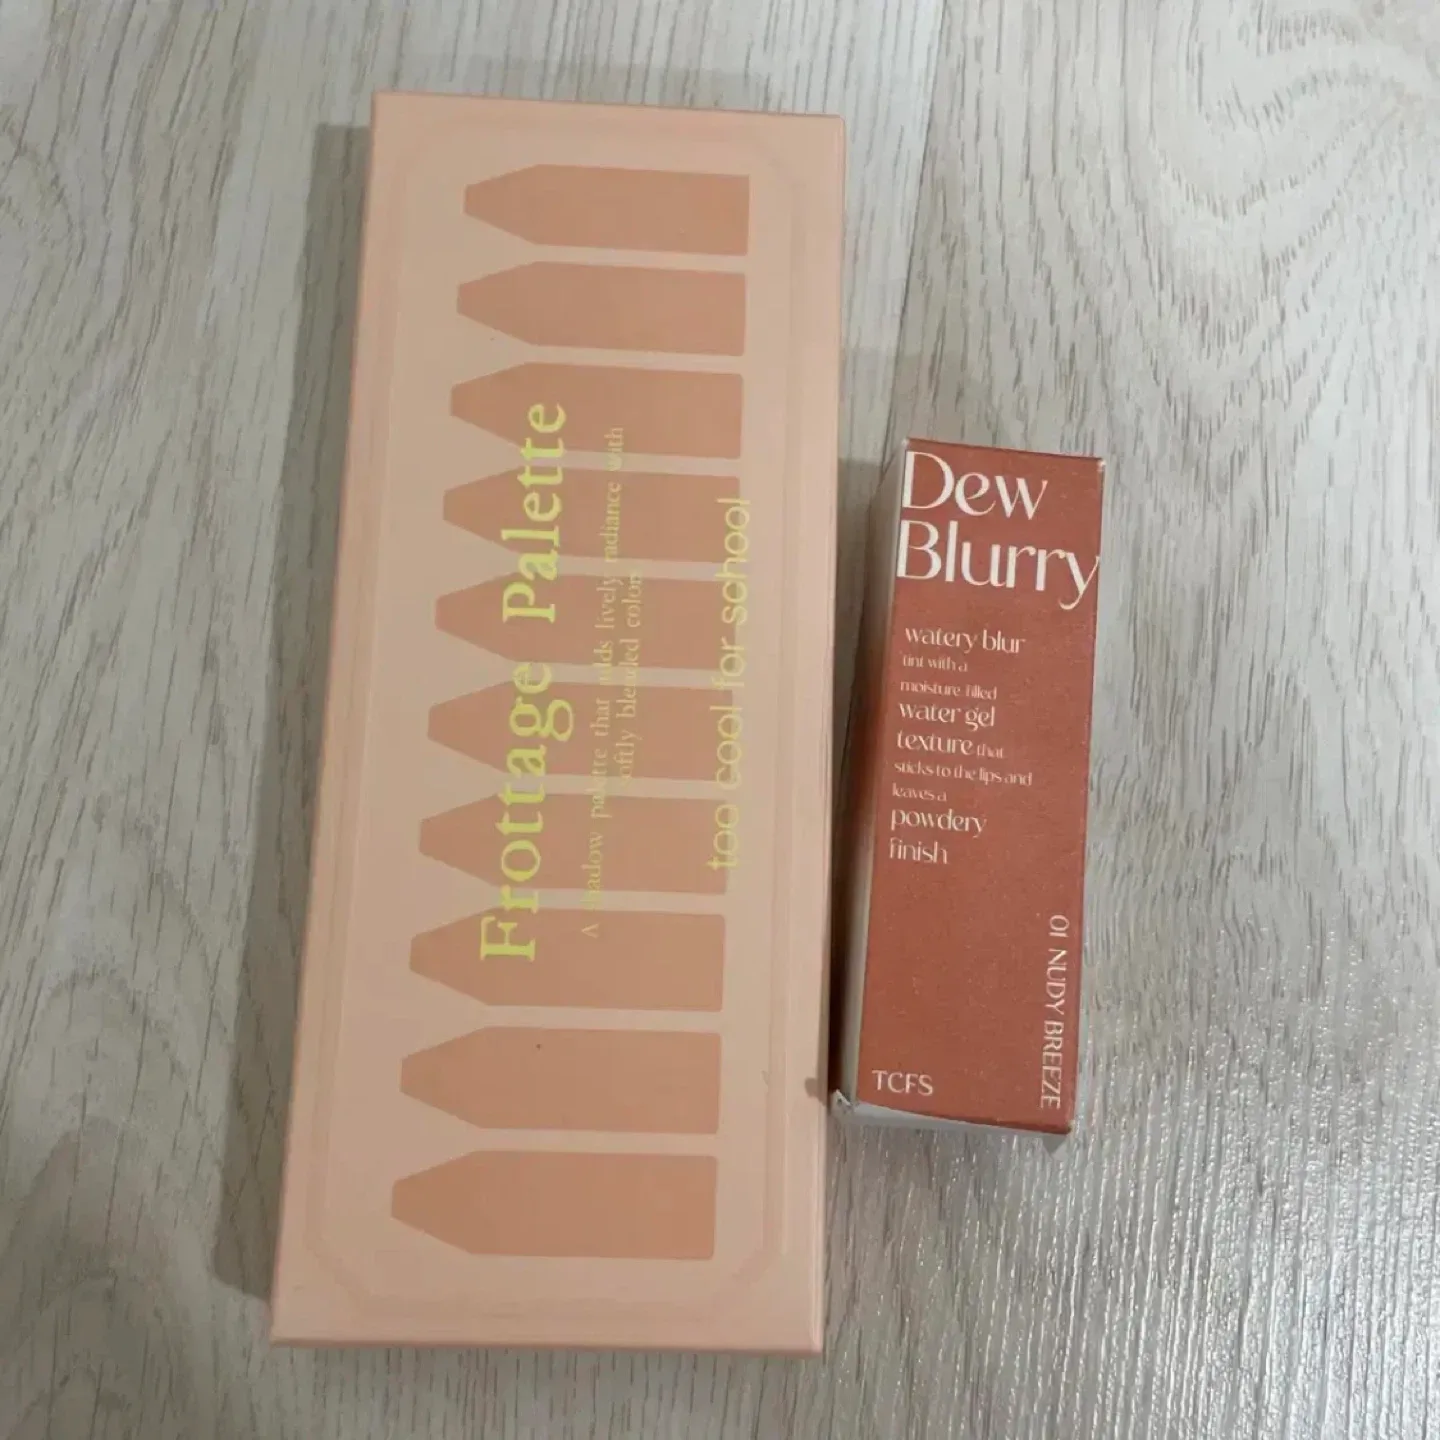 Frottage Palette
A shadow palette that adds lively radiance with
softly blended colors
too cool for school
Dew
Blurry
watery blur
tint with a
moisture filled
water gel
texture that
sticks to the lips and
leaves a
powdery
finish
01 NUDY BREEZE
TCFS